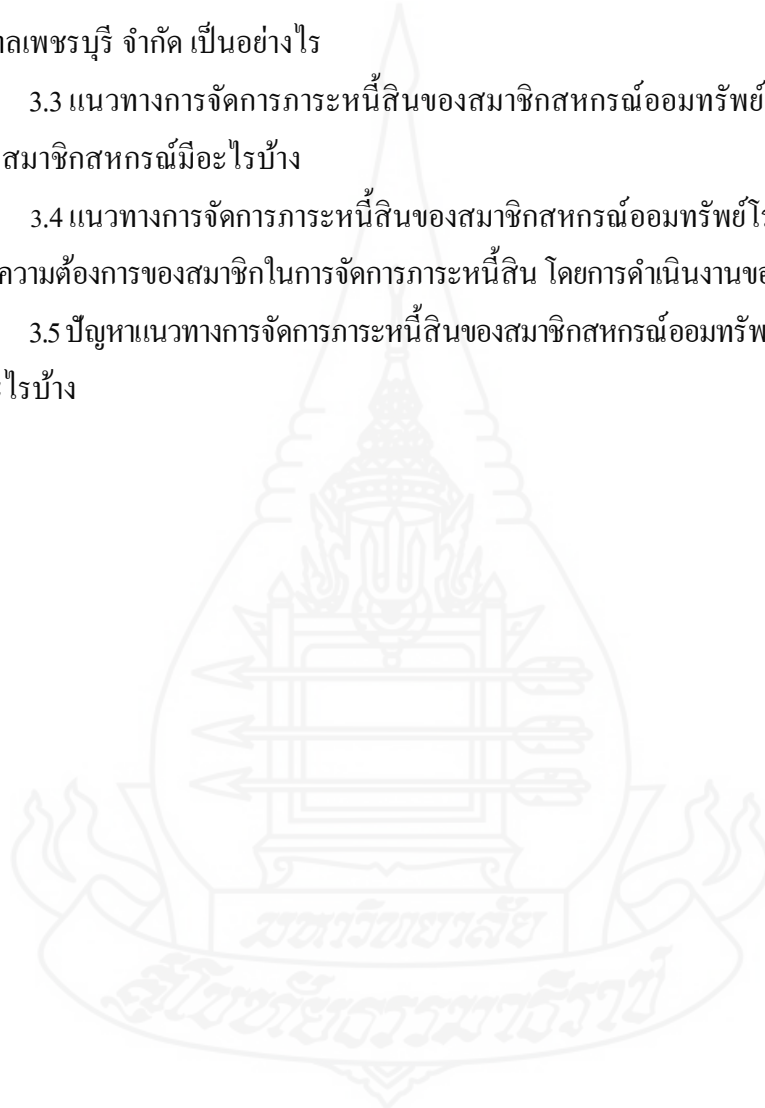 าลเพชรบุรี จำกัด เป็นอย่างไร
3.3 แนวทางการจัดการภาระหนี้สินของสมาชิกสหกรณ์ออมทรัพย์
สมาชิกสหกรณ์มีอะไรบ้าง
3.4 แนวทางการจัดการภาระหนี้สินของสมาชิกสหกรณ์ออมทรัพย์โร
ความต้องการของสมาชิกในการจัดการภาระหนี้สิน โดยการดำเนินงานขอ
3.5 ปัญหาแนวทางการจัดการภาระหนี้สินของสมาชิกสหกรณ์ออมทรัพ
ะไรบ้าง
มหาวิทยาลัย
สุโขทัยธรรมาธิราช